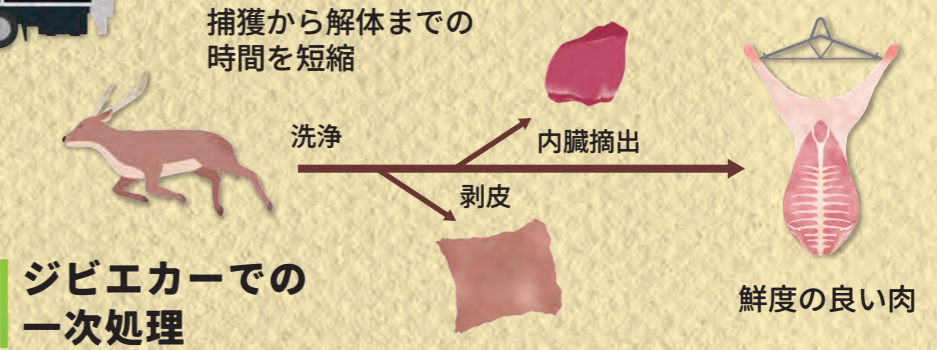 捕獲から解体までの
時間を短縮
洗浄
内臓摘出
剥皮
ジビエカーでの
一次処理
鮮度の良い肉